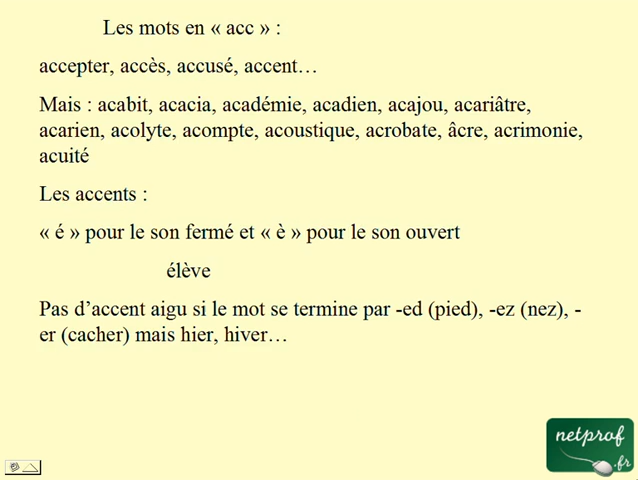 Les mots en « acc » :
accepter, accès, accusé, accent…
Mais : acabit, acacia, académie, acadien, acajou, acariâtre,
acarien, acolyte, acompte, acoustique, acrobate, âcre, acrimonie,
acuité
Les accents :
« é » pour le son fermé et « è » pour le son ouvert
élève
Pas d’accent aigu si le mot se termine par -ed (pied), -ez (nez), -
er (cacher) mais hier, hiver…
netprof
.fr